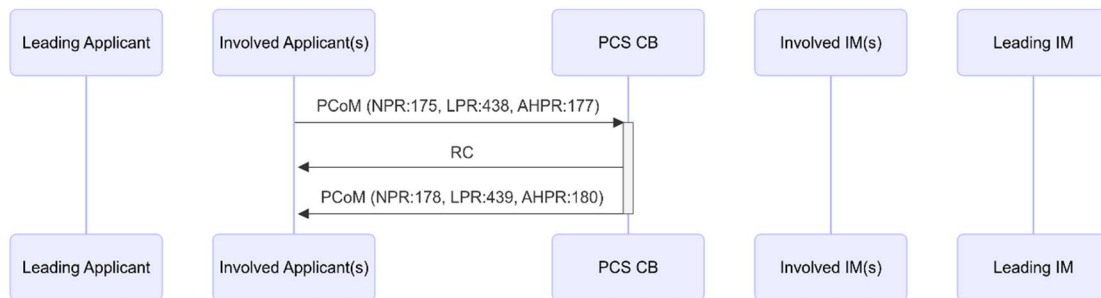 Leading Applicant
Involved Applicant(s)
PCS CB
Involved IM(s)
Leading IM
PCoM (NPR:175, LPR:438, AHPR:177)
RC
PCoM (NPR:178, LPR:439, AHPR:180)
Leading Applicant
Involved Applicant(s)
PCS CB
Involved IM(s)
Leading IM